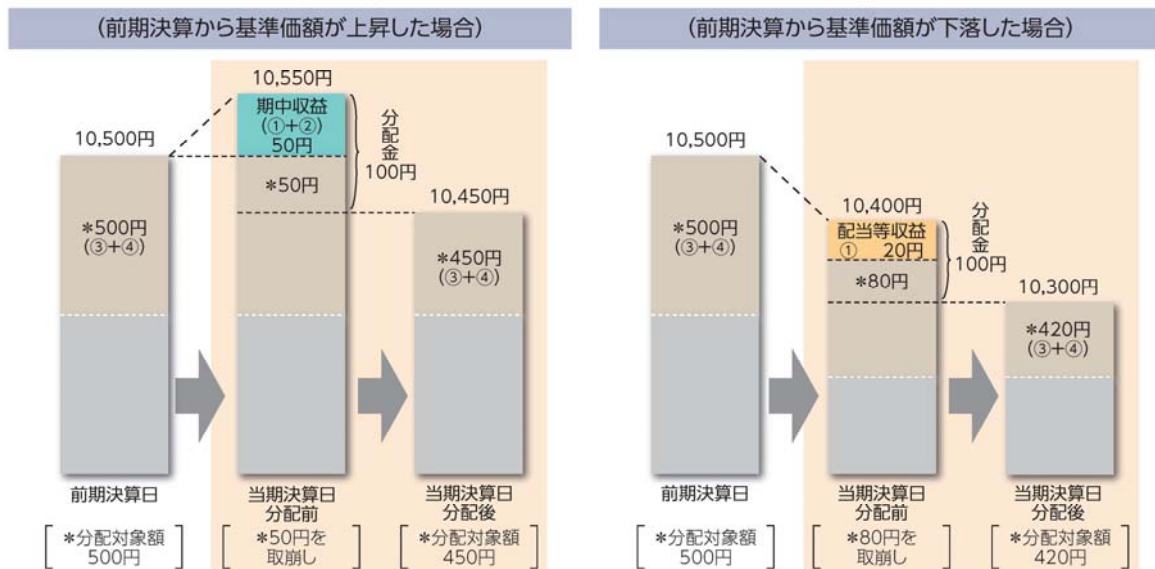 (前期決算から基準価額が上昇した場合)
10,550円
期中収益
(①+②)
50円
分配金
100円
10,500円
*50円
10,450円
*500円
(③+④)
*450円
(③+④)
前期決算日
当期決算日
分配前
当期決算日
分配後
*分配対象額
500円
*50円を
取崩し
*分配対象額
450円
(前期決算から基準価額が下落した場合)
10,500円
10,400円
*500円
(③+④)
配当等収益
① 20円
分配金
100円
*80円
10,300円
*420円
(③+④)
前期決算日
当期決算日
分配前
当期決算日
分配後
*分配対象額
500円
*80円を
取崩し
*分配対象額
420円